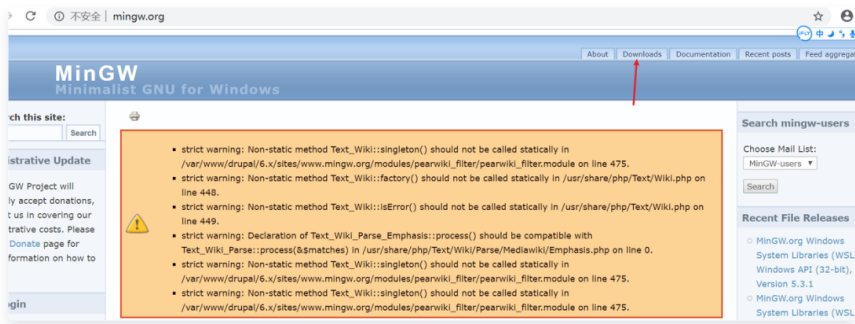 不安全 | mingw.org
iFLY 中
About Downloads Documentation Recent posts Feed aggregat
MinGW
Minimalist GNU for Windows
rch this site:
Search
istrative Update
GW Project will
ly accept donations,
t us in covering our
trative costs. Please
Donate page for
formation on how to
ogin
strict warning: Non-static method Text_Wiki::singleton() should not be called statically in
/var/www/drupal/6.x/sites/www.mingw.org/modules/pearwiki_filter/pearwiki_filter.module on line 475.
strict warning: Non-static method Text_Wiki::factory() should not be called statically in /usr/share/php/Text/Wiki.php on
line 448.
strict warning: Non-static method Text_Wiki::isError() should not be called statically in /usr/share/php/Text/Wiki.php on
line 449.
strict warning: Declaration of Text_Wiki_Parse_Emphasis::process() should be compatible with
Text_Wiki_Parse::process(&$matches) in /usr/share/php/Text/Wiki/Parse/Mediawiki/Emphasis.php on line 0.
strict warning: Non-static method Text_Wiki::singleton() should not be called statically in
/var/www/drupal/6.x/sites/www.mingw.org/modules/pearwiki_filter/pearwiki_filter.module on line 475.
strict warning: Non-static method Text_Wiki::singleton() should not be called statically in
/var/www/drupal/6.x/sites/www.mingw.org/modules/pearwiki_filter/pearwiki_filter.module on line 475.
Search mingw-users
Choose Mail List:
MinGW-users
Search
Recent File Releases
MinGW.org Windows
System Libraries (WSL
Windows API (32-bit),
Version 5.3.1
MinGW.org Windows
System Libraries (WSL